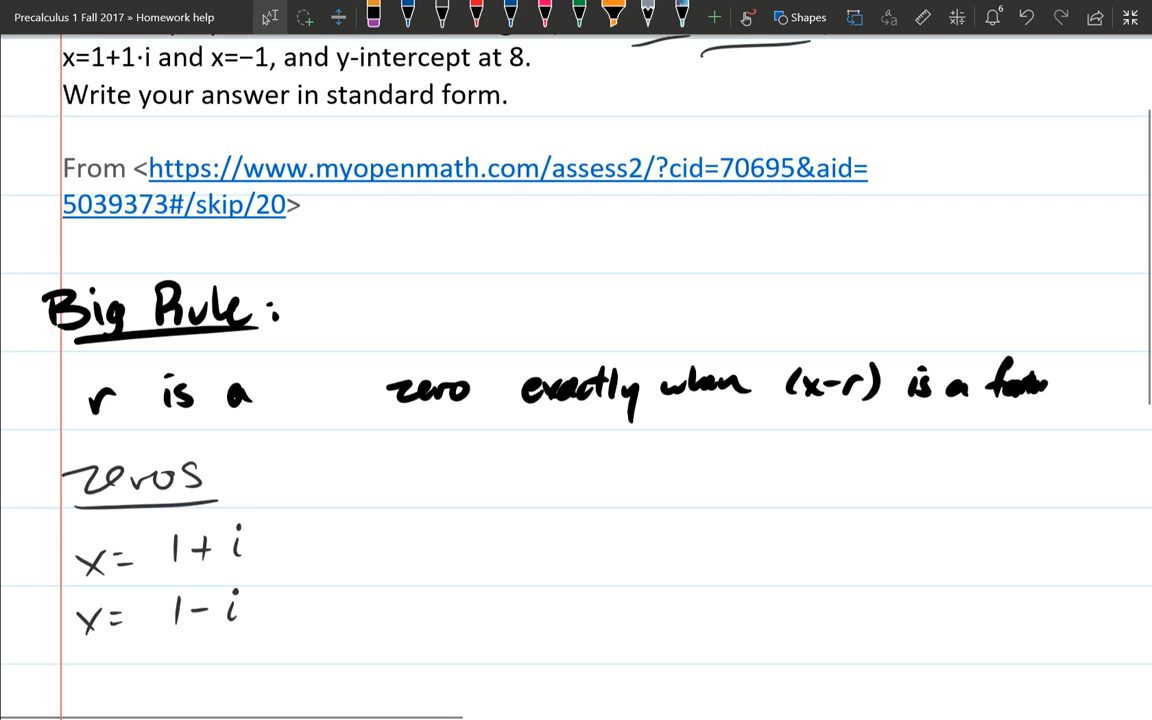 Precalculus 1 Fall 2017 » Homework help
Shapes
6
x=1+1·i and x=−1, and y-intercept at 8.
Write your answer in standard form.
From <https://www.myopenmath.com/assess2/?cid=70695&aid=
5039373#/skip/20>
Big Rule:
r is a zero exactly when (x-r) is a
zeros
x= 1+i
x= 1-i